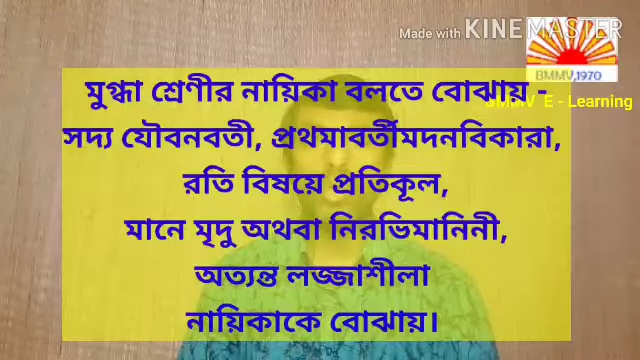 Made with KINEMASTER
BMMV,1970
BMMV E - Learning
মুগ্ধা শ্রেণীর নায়িকা বলতে বোঝায় -
সদ্য যৌবনবতী, প্রথমাবর্তীমদনবিকারা,
রতি বিষয়ে প্রতিকূল,
মানে মৃদু অথবা নিরভিমানিনী,
অত্যন্ত লজ্জাশীলা
নায়িকাকে বোঝায়।